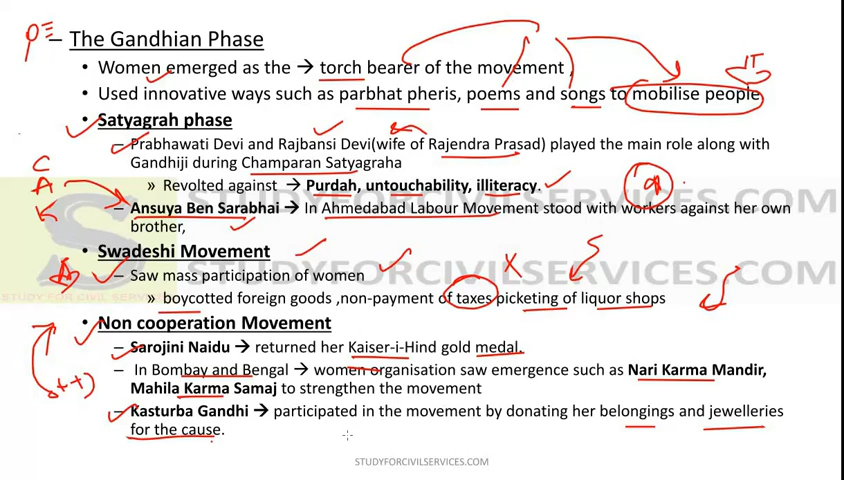 The Gandhian Phase
• Women emerged as the → torch bearer of the movement ,
• Used innovative ways such as parbhat pheris, poems and songs to mobilise people
• Satyagrah phase
– Prabhawati Devi and Rajbansi Devi(wife of Rajendra Prasad) played the main role along with
Gandhiji during Champaran Satyagraha
» Revolted against → Purdah, untouchability, illiteracy.
C
A
K
– Ansuya Ben Sarabhai → In Ahmedabad Labour Movement stood with workers against her own
brother,
• Swadeshi Movement
– Saw mass participation of women
» boycotted foreign goods ,non-payment of taxes picketing of liquor shops
• Non cooperation Movement
– Sarojini Naidu → returned her Kaiser-i-Hind gold medal.
– In Bombay and Bengal → women organisation saw emergence such as Nari Karma Mandir,
Mahila Karma Samaj to strengthen the movement
– Kasturba Gandhi → participated in the movement by donating her belongings and jewelleries
for the cause.
STUDYFORCIVILSERVICES.COM